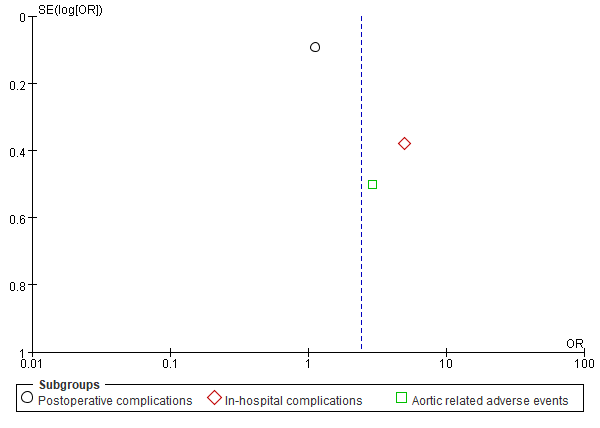 SE(log[OR])
0
0.2
0.4
0.6
0.8
1
OR
0.01 0.1 1 10 100
Subgroups
Postoperative complications In-hospital complications Aortic related adverse events